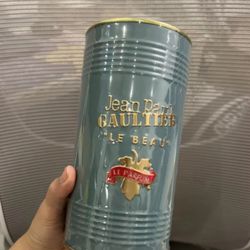 Jean Paul
GAULTIER
"LE BEAU"
LE PARFUM